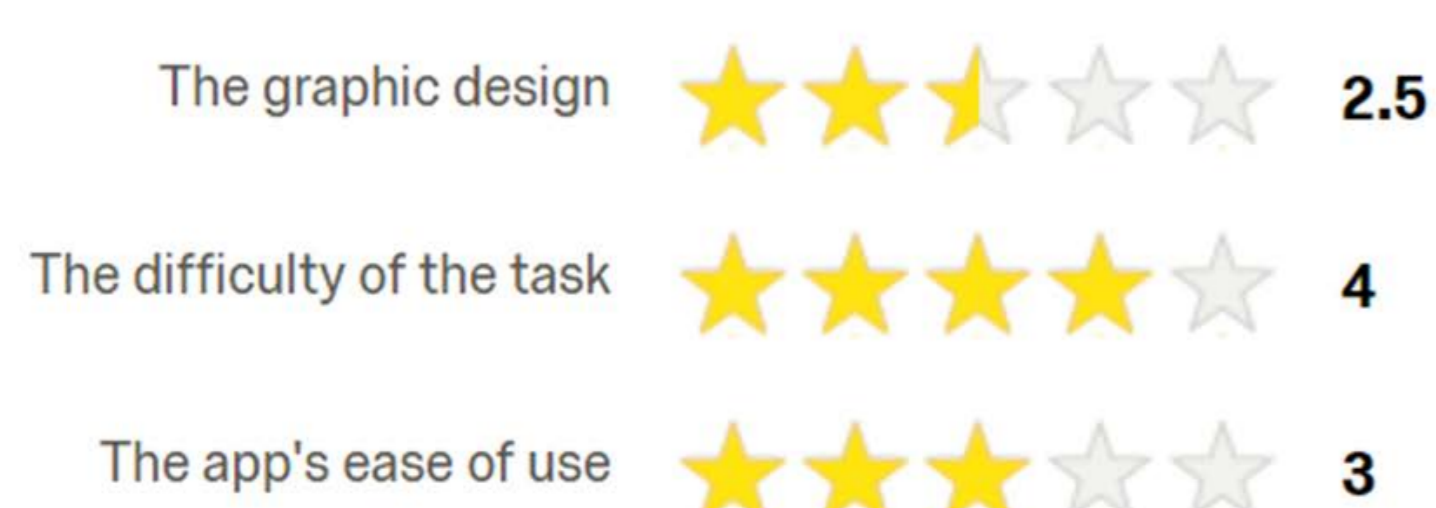 The graphic design 2.5
The difficulty of the task 4
The app's ease of use 3